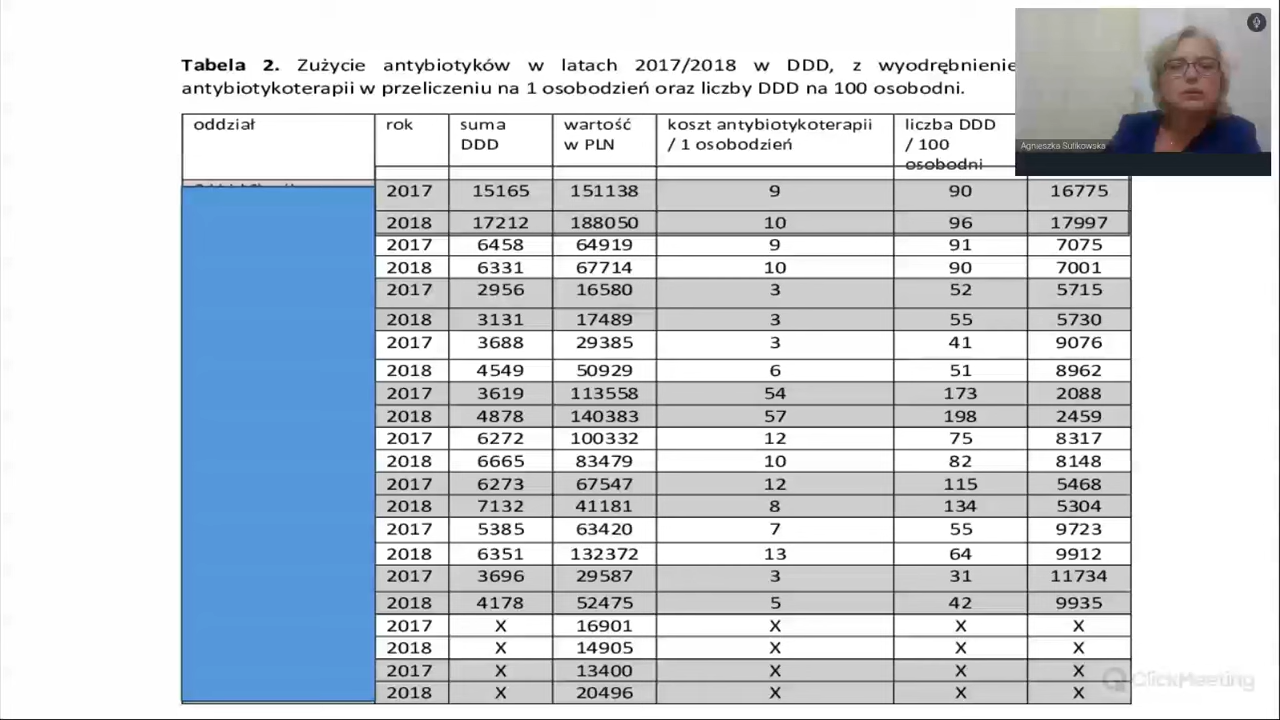 Tabela 2. Zużycie antybiotyków w latach 2017/2018 w DDD, z wyodrębnienie
antybiotykoterapii w przeliczeniu na 1 osobodzień oraz liczby DDD na 100 osobodni.
oddział rok suma DDD wartość w PLN koszt antybiotykoterapii / 1 osobodzień liczba DDD / 100 osobodni
2017 15165 151138 9 90 16775
2018 17212 188050 10 96 17997
2017 6458 64919 9 91 7075
2018 6331 67714 10 90 7001
2017 2956 16580 3 52 5715
2018 3131 17489 3 55 5730
2017 3688 29385 3 41 9076
2018 4549 50929 6 51 8962
2017 3619 113558 54 173 2088
2018 4878 140383 57 198 2459
2017 6272 100332 12 75 8317
2018 6665 83479 10 82 8148
2017 6273 67547 12 115 5468
2018 7132 41181 8 134 5304
2017 5385 63420 7 55 9723
2018 6351 132372 13 64 9912
2017 3696 29587 3 31 11734
2018 4178 52475 5 42 9935
2017 X 16901 X X X
2018 X 14905 X X X
2017 X 13400 X X X
2018 X 20496 X X X
Agnieszka Sulikowska
ClickMeeting